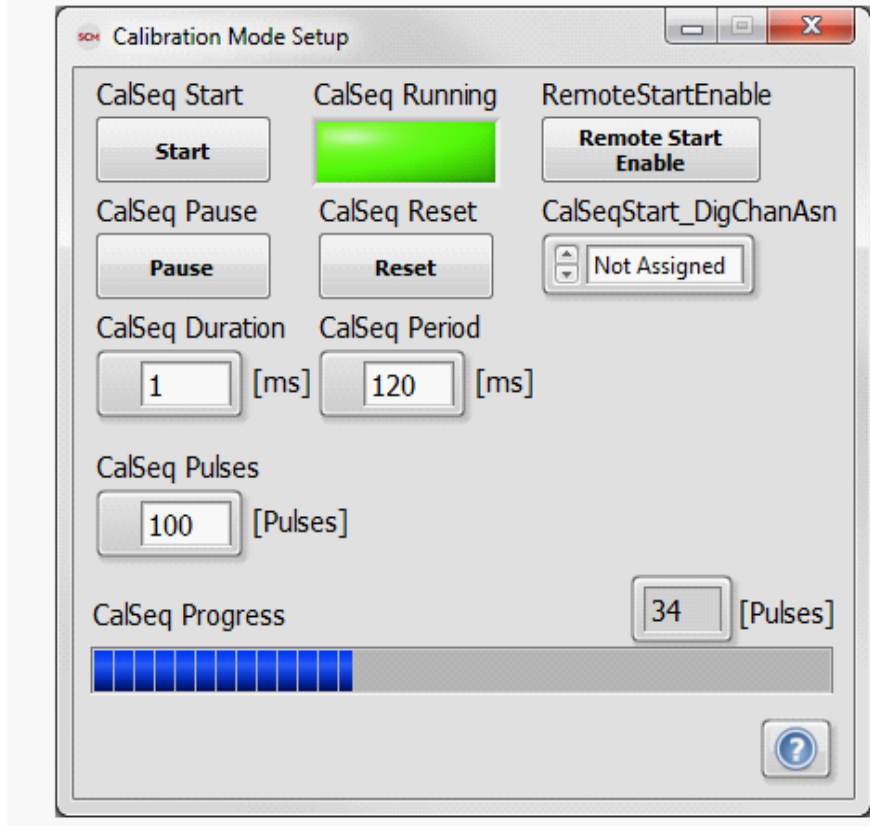 SCM Calibration Mode Setup
CalSeq Start CalSeq Running RemoteStartEnable
Start Remote Start
Enable
CalSeq Pause CalSeq Reset CalSeqStart_DigChanAsn
Pause Reset Not Assigned
CalSeq Duration CalSeq Period
1 [ms] 120 [ms]
CalSeq Pulses
100 [Pulses]
CalSeq Progress 34 [Pulses]
?